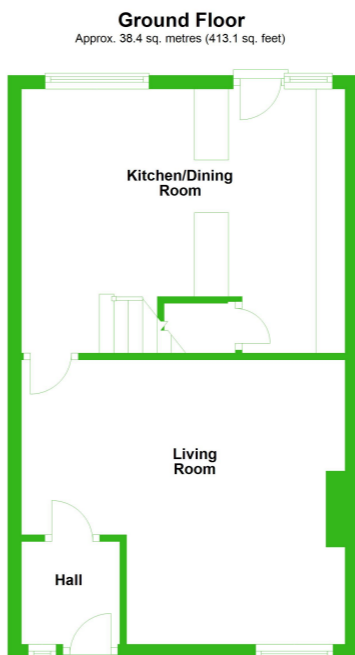 Ground Floor
Approx. 38.4 sq. metres (413.1 sq. feet)
Kitchen/Dining
Room
Living
Room
Hall